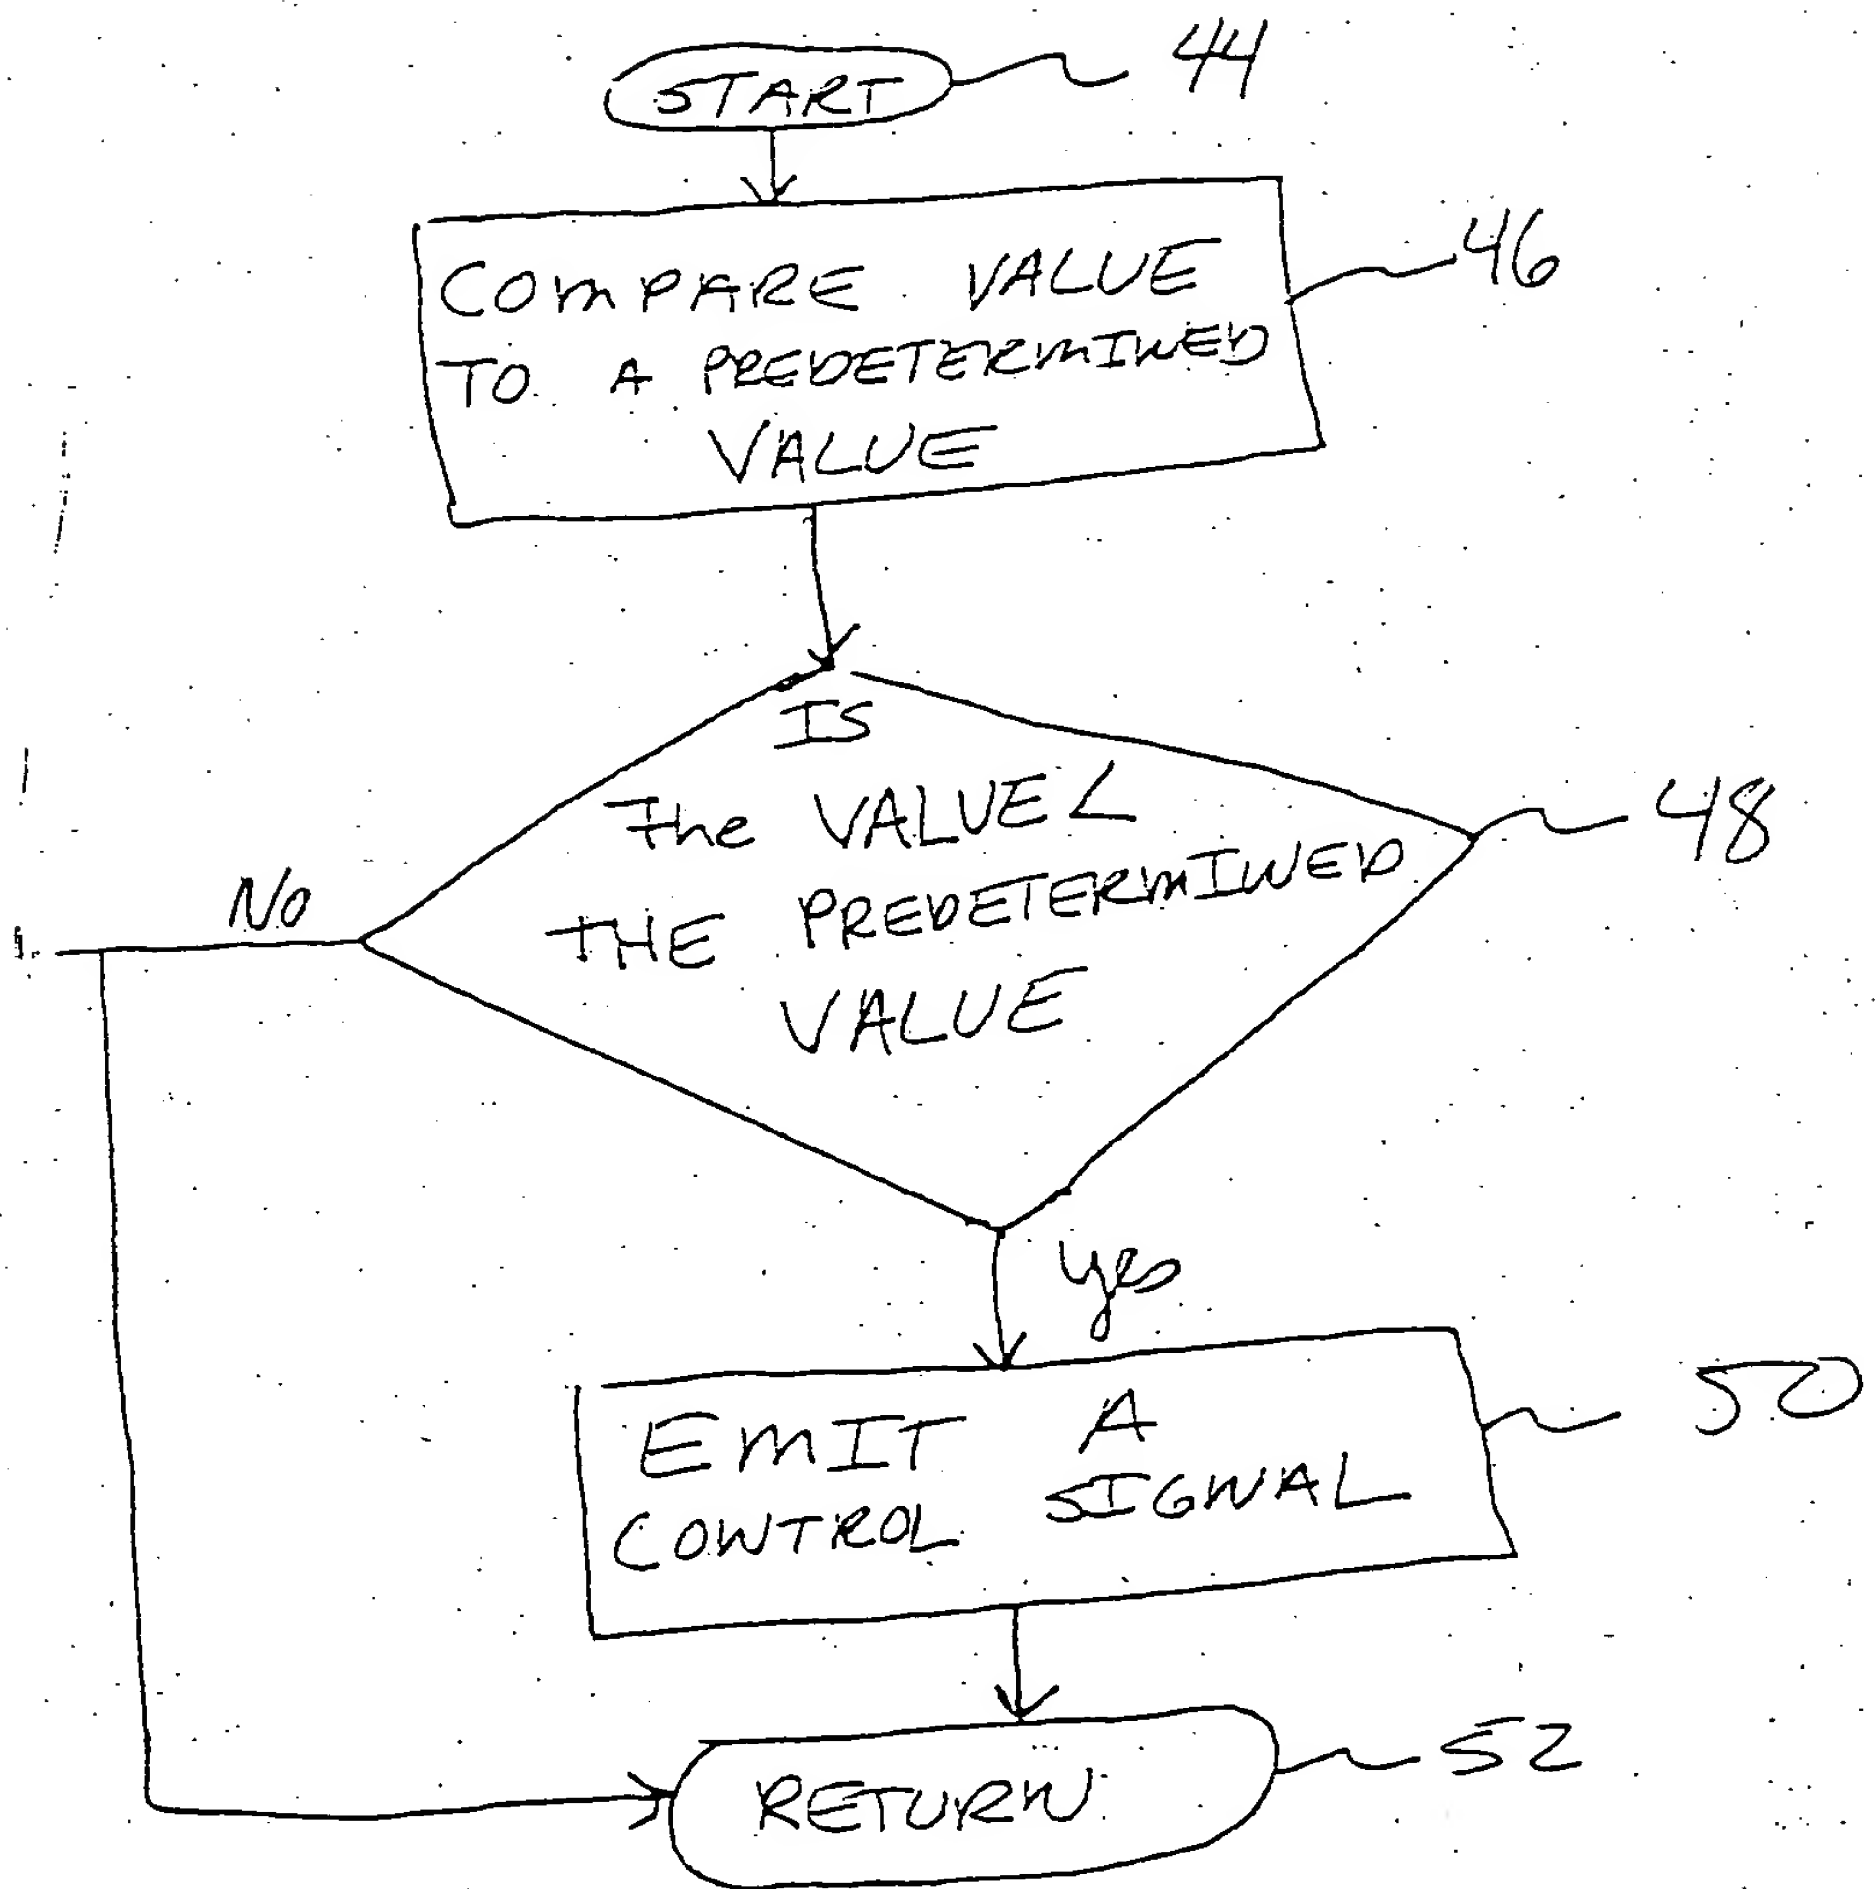 START
44
COMPARE VALUE
46
TO A PREDETERMINED
VALUE
IS
The VALUE <
48
THE PREDETERMINED
VALUE
No
yes
EMIT A
50
CONTROL SIGNAL
RETURN
52